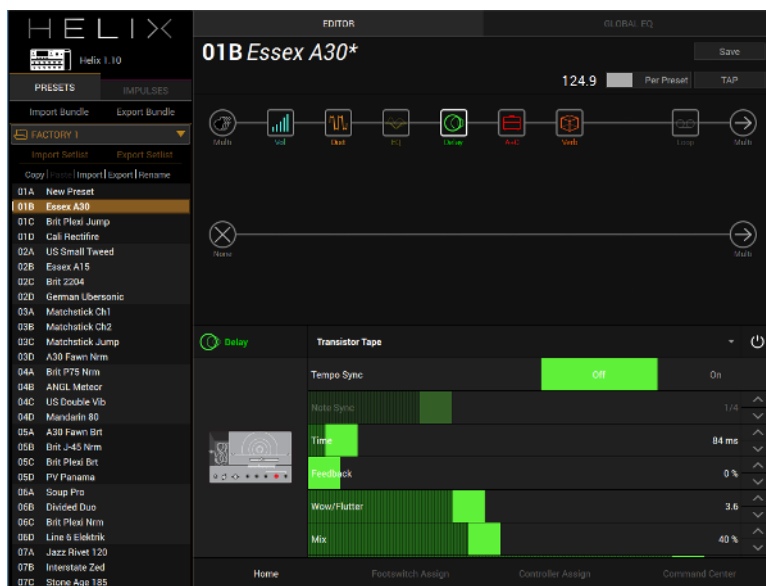 HELIX
Helix 1.10
PRESETS IMPULSES
Import Bundle Export Bundle
FACTORY 1
Import Setlist Export Setlist
Copy | Paste | Import | Export | Rename
01A New Preset
01B Essex A30
01C Brit Plexi Jump
01D Cali Rectifire
02A US Small Tweed
02B Essex A15
02C Brit 2204
02D German Ubersonic
03A Matchstick Ch1
03B Matchstick Ch2
03C Matchstick Jump
03D A30 Fawn Nrm
04A Brit P75 Nrm
04B ANGL Meteor
04C US Double Vib
04D Mandarin 80
05A A30 Fawn Brt
05B Brit J-45 Nrm
05C Brit Plexi Brt
05D PV Panama
06A Soup Pro
06B Divided Duo
06C Brit Plexi Nrm
06D Line 6 Elektrik
07A Jazz Rivet 120
07B Interstate Zed
07C Stone Age 185
EDITOR GLOBAL EQ
01B Essex A30* Save
124.9 Per Preset TAP
Multi Vol Dist EQ Delay A+C Verb Loop Multi
None Multi
Delay Transistor Tape
Tempo Sync Off On
Note Sync 1/4
Time 84 ms
Feedback 0 %
Wow/Flutter 3.6
Mix 40 %
Home Footswitch Assign Controller Assign Command Center